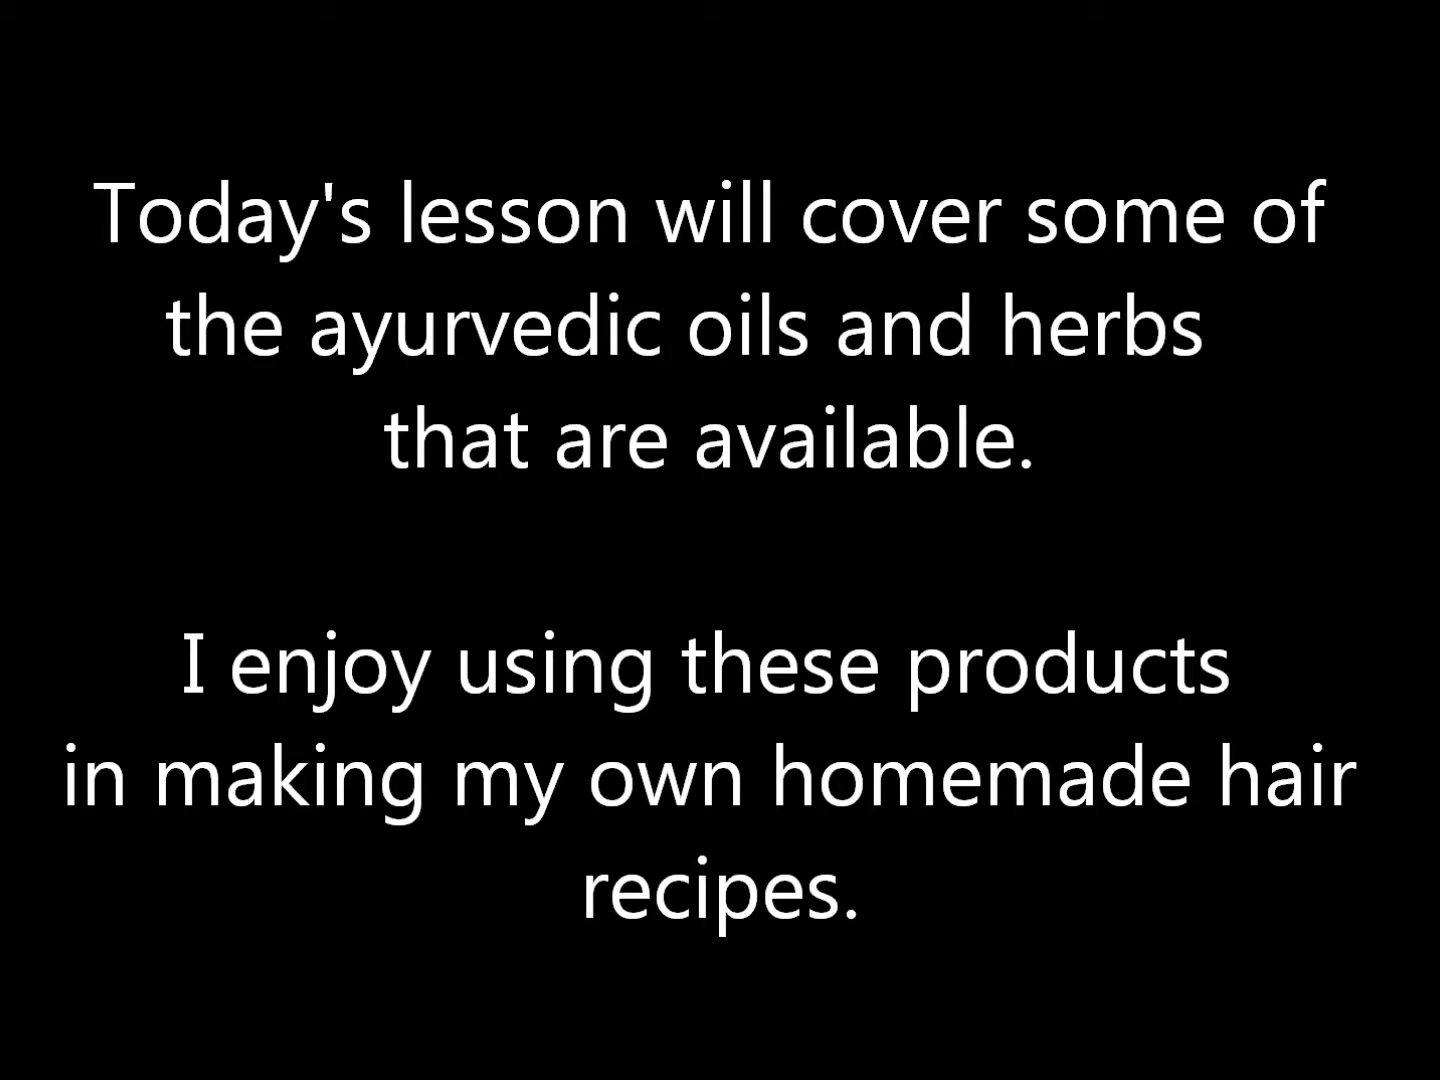 Today's lesson will cover some of
the ayurvedic oils and herbs
that are available.
I enjoy using these products
in making my own homemade hair
recipes.